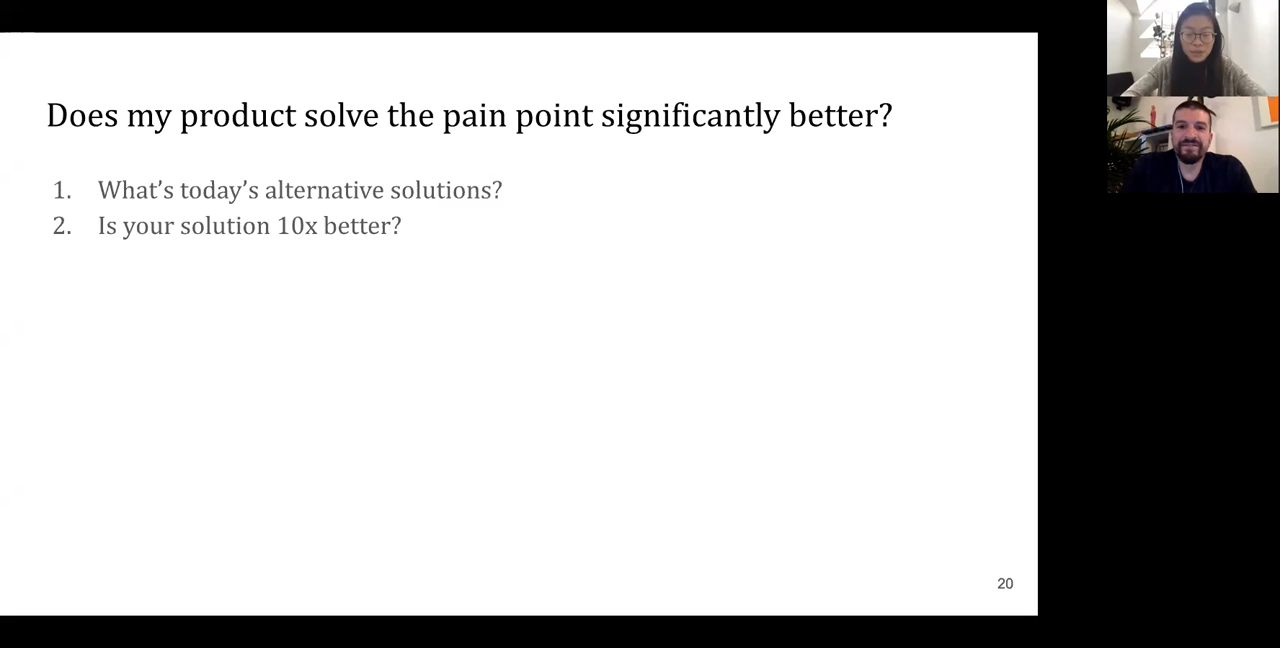 Does my product solve the pain point significantly better?
1. What’s today’s alternative solutions?
2. Is your solution 10x better?
20